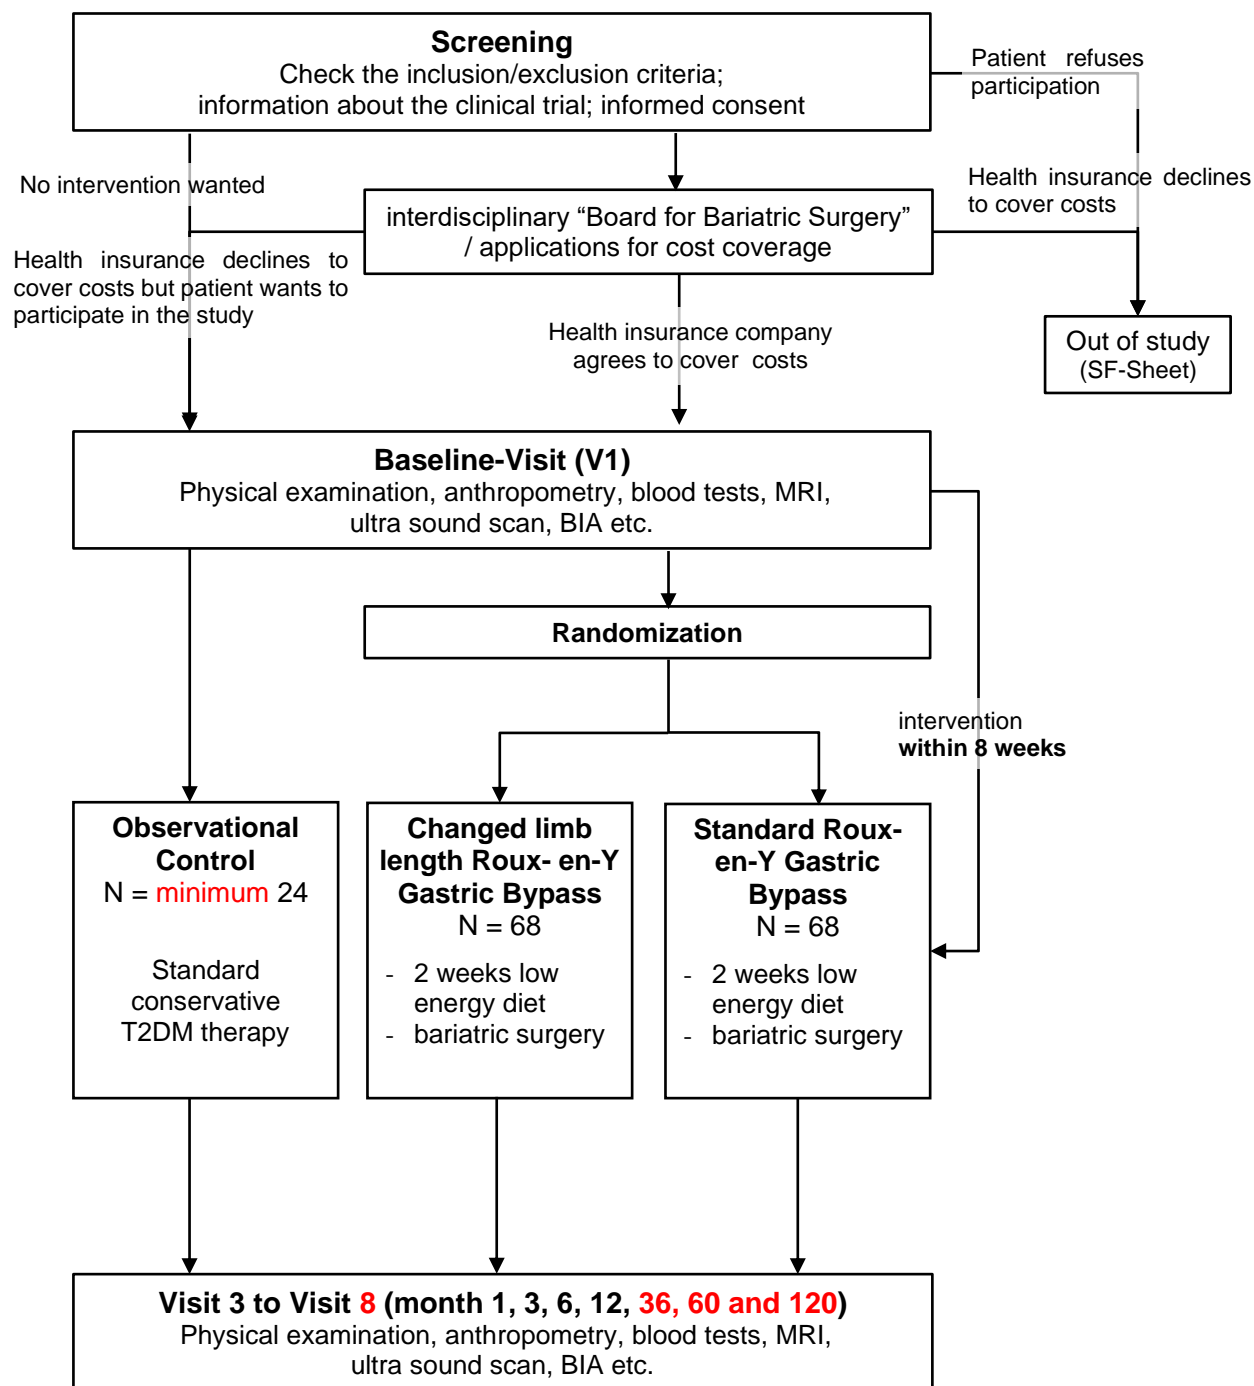 Screening
Check the inclusion/exclusion criteria;
information about the clinical trial; informed consent
Patient refuses
participation
No intervention wanted
interdisciplinary “Board for Bariatric Surgery”
/ applications for cost coverage
Health insurance declines
to cover costs
Health insurance declines to
cover costs but patient wants to
participate in the study
Health insurance company
agrees to cover costs
Out of study
(SF-Sheet)
Baseline-Visit (V1)
Physical examination, anthropometry, blood tests, MRI,
ultra sound scan, BIA etc.
Randomization
intervention
within 8 weeks
Observational
Control
N = minimum 24
Standard
conservative
T2DM therapy
Changed limb
length Roux- en-Y
Gastric Bypass
N = 68
- 2 weeks low
energy diet
- bariatric surgery
Standard Roux-
en-Y Gastric
Bypass
N = 68
- 2 weeks low
energy diet
- bariatric surgery
Visit 3 to Visit 8 (month 1, 3, 6, 12, 36, 60 and 120)
Physical examination, anthropometry, blood tests, MRI,
ultra sound scan, BIA etc.